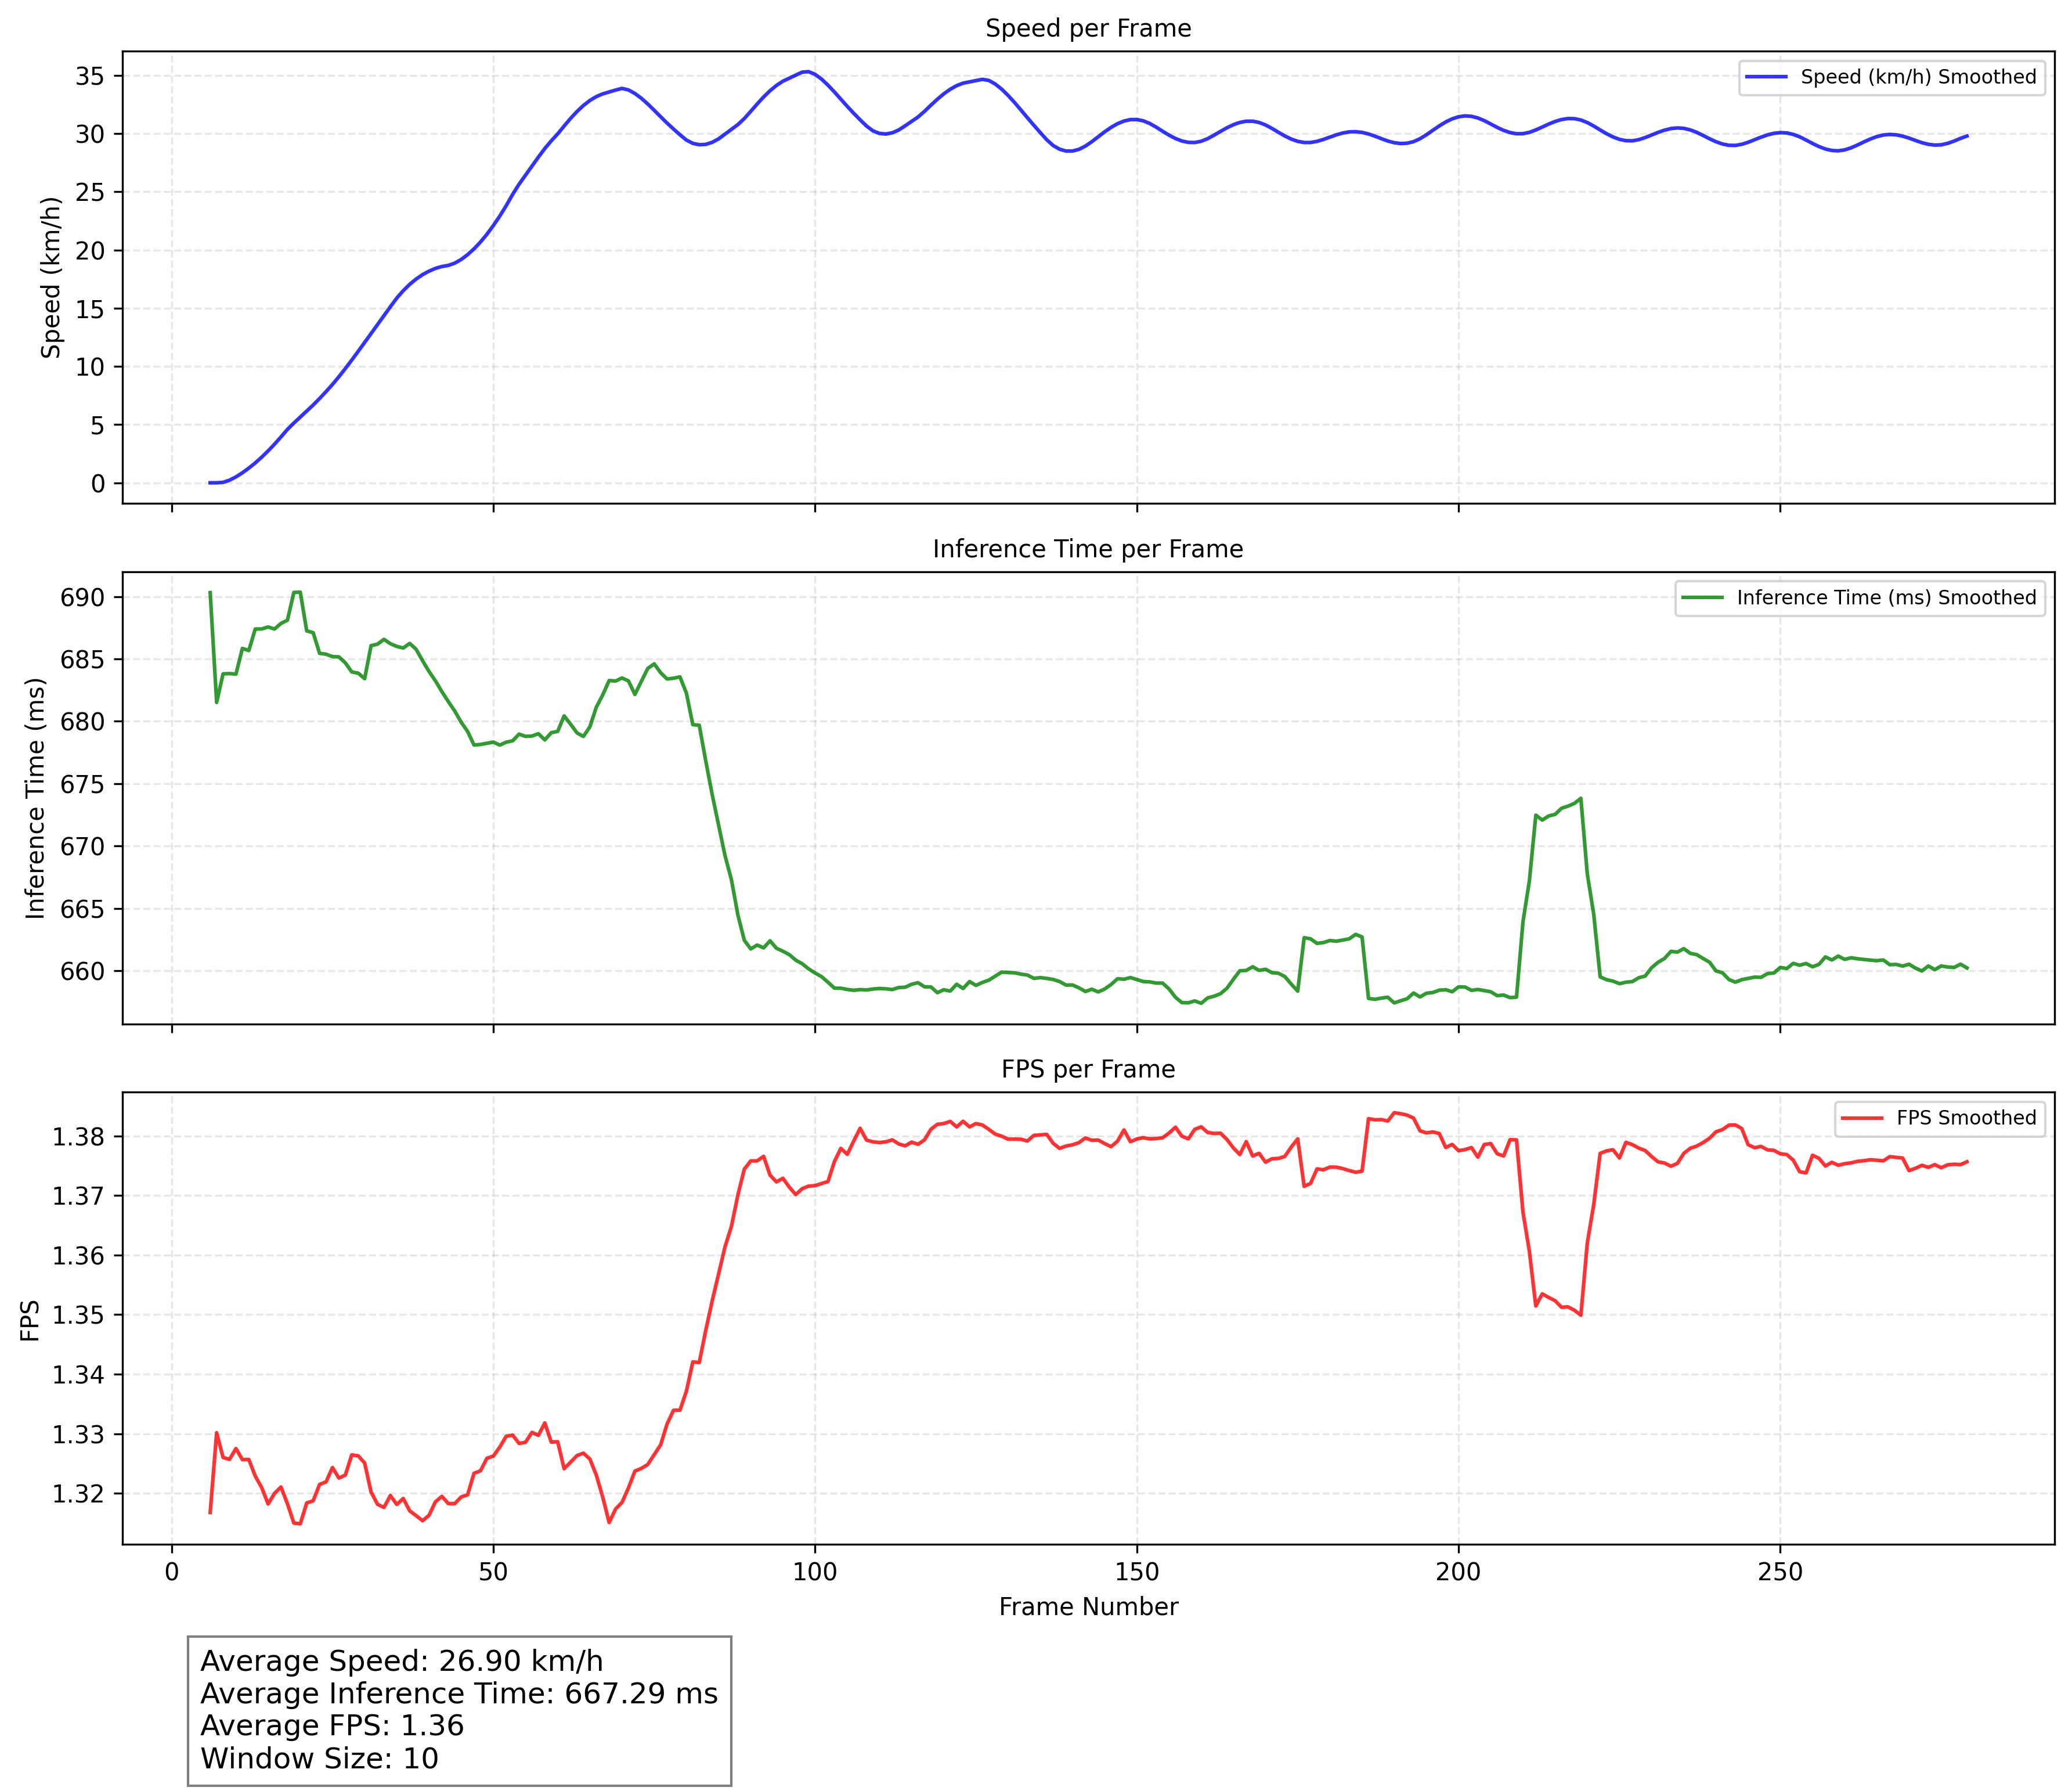 Speed per Frame
Speed (km/h) Smoothed
Speed (km/h)
35
30
25
20
15
10
5
0
Inference Time per Frame
Inference Time (ms) Smoothed
Inference Time (ms)
690
685
680
675
670
665
660
FPS per Frame
FPS Smoothed
FPS
1.38
1.37
1.36
1.35
1.34
1.33
1.32
0 50 100 150 200 250
Frame Number
Average Speed: 26.90 km/h
Average Inference Time: 667.29 ms
Average FPS: 1.36
Window Size: 10